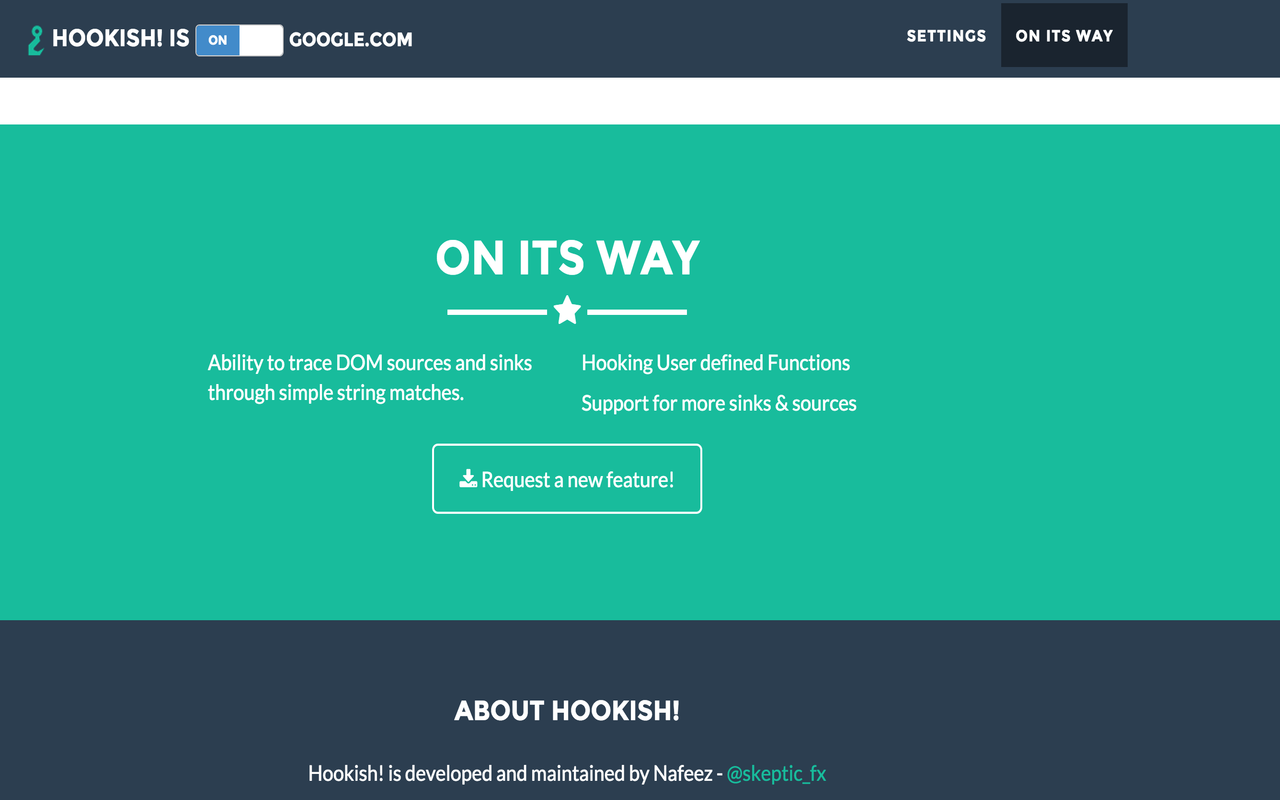 HOOKISH! IS ON GOOGLE.COM
SETTINGS
ON ITS WAY
ON ITS WAY
Ability to trace DOM sources and sinks
through simple string matches.
Hooking User defined Functions
Support for more sinks & sources
Request a new feature!
ABOUT HOOKISH!
Hookish! is developed and maintained by Nafeez - @skeptic_fx